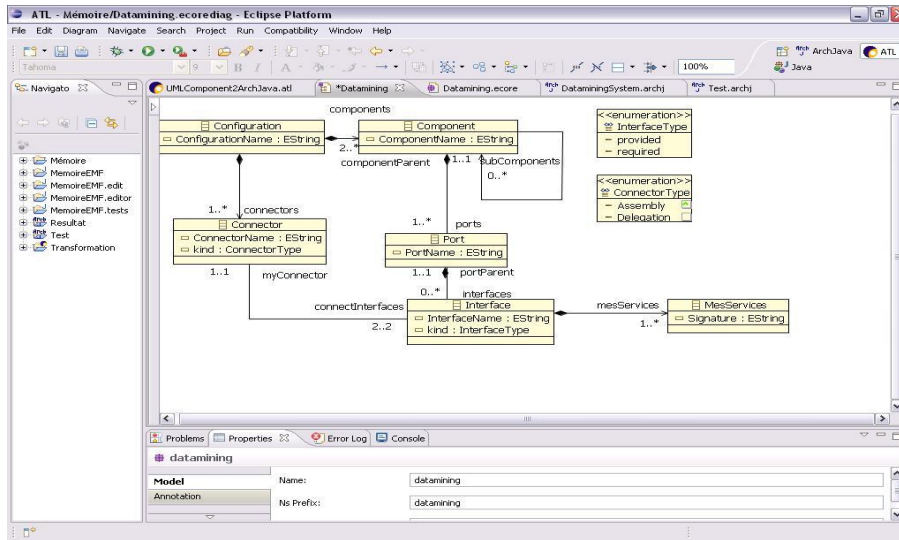 ATL - Mémoire/Datamining.ecorediag - Eclipse Platform
File Edit Diagram Navigate Search Project Run Compatibility Window Help
ArchJava ATL
Tahoma 9 B I A 100% Java
Navigato
UMLComponent2ArchJava.atl *Datamining Datamining.ecore DataminingSystem.archj Test.archj
Mémoire
MemoireEMF
MemoireEMF.edit
MemoireEMF.editor
MemoireEMF.tests
Resultat
Test
Transformation
components
Configuration
ConfigurationName : EString
2..*
Component
ComponentName : EString
componentParent
1..1
subComponents
0..*
<<enumeration>>
InterfaceType
provided
required
<<enumeration>>
ConnectorType
Assembly
Delegation
1..*
connectors
Connector
ConnectorName : EString
kind : ConnectorType
1..*
ports
Port
PortName : EString
1..1
myConnector
1..1
portParent
0..*
interfaces
connectInterfaces
2..2
Interface
InterfaceName : EString
kind : InterfaceType
mesServices
1..*
MesServices
Signature : EString
Problems Properties Error Log Console
datamining
Model
Annotation
Name: datamining
Ns Prefix: datamining